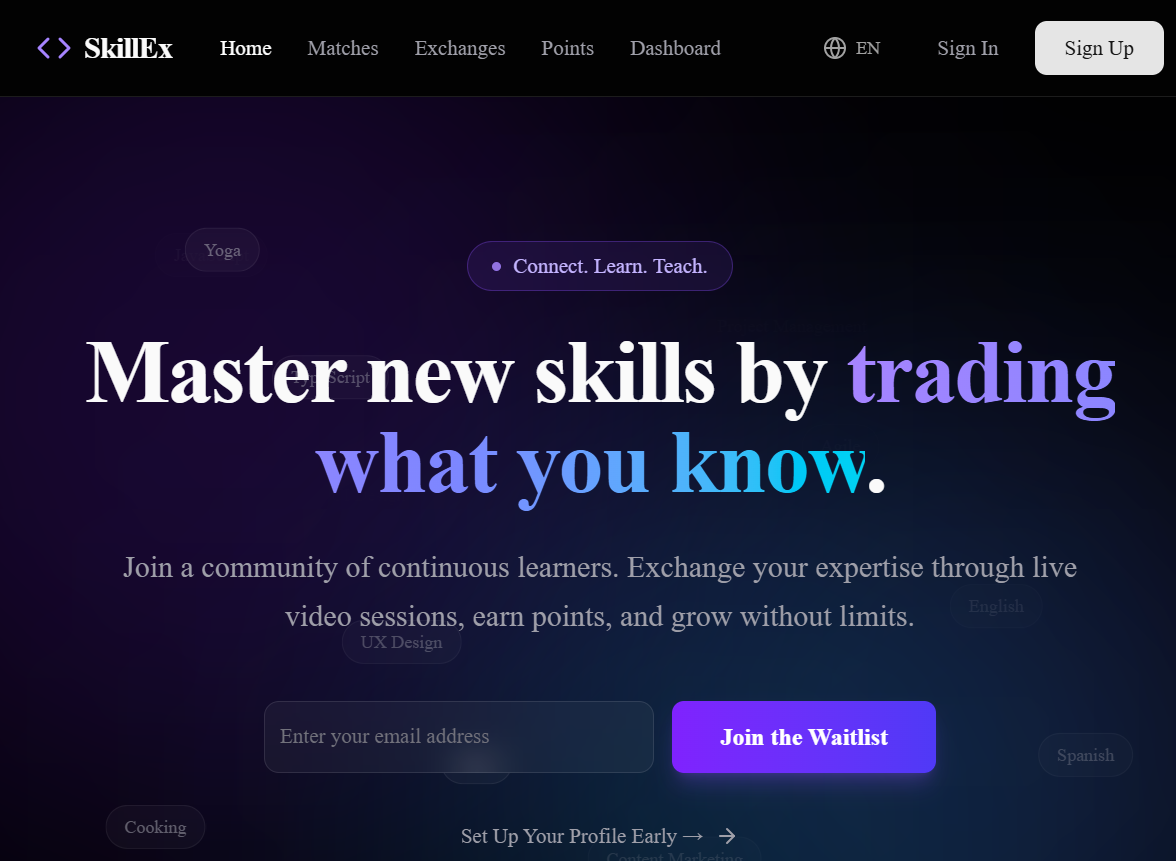 SkillEx
Home
Matches
Exchanges
Points
Dashboard
EN
Sign In
Sign Up
Yoga
Connect. Learn. Teach.
Master new skills by trading
TypeScript
what you know.
Join a community of continuous learners. Exchange your expertise through live
English
video sessions, earn points, and grow without limits.
UX Design
Enter your email address
Join the Waitlist
Spanish
Cooking
Set Up Your Profile Early → →
Content Marketing